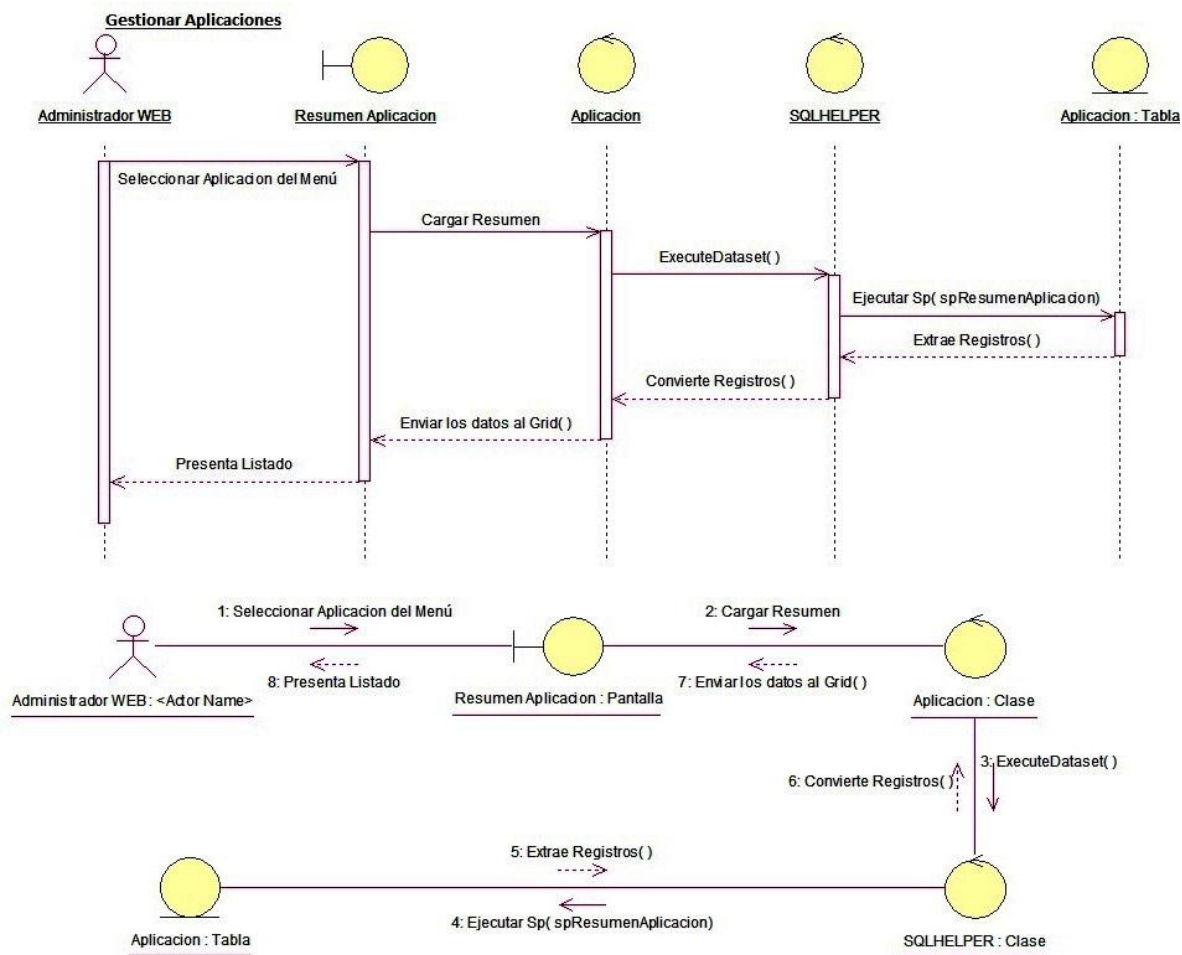 Gestionar Aplicaciones
Administrador WEB
Resumen Aplicacion
Aplicacion
SQLHELPER
Aplicacion : Tabla
Seleccionar Aplicacion del Menú
Cargar Resumen
ExecuteDataset( )
Ejecutar Sp( spResumenAplicacion)
Extrae Registros( )
Convierte Registros( )
Enviar los datos al Grid( )
Presenta Listado
1: Seleccionar Aplicacion del Menú
2: Cargar Resumen
8: Presenta Listado
7: Enviar los datos al Grid( )
Administrador WEB : <Actor Name>
Resumen Aplicacion : Pantalla
Aplicacion : Clase
3: ExecuteDataset( )
6: Convierte Registros( )
5: Extrae Registros( )
4: Ejecutar Sp( spResumenAplicacion)
Aplicacion : Tabla
SQLHELPER : Clase